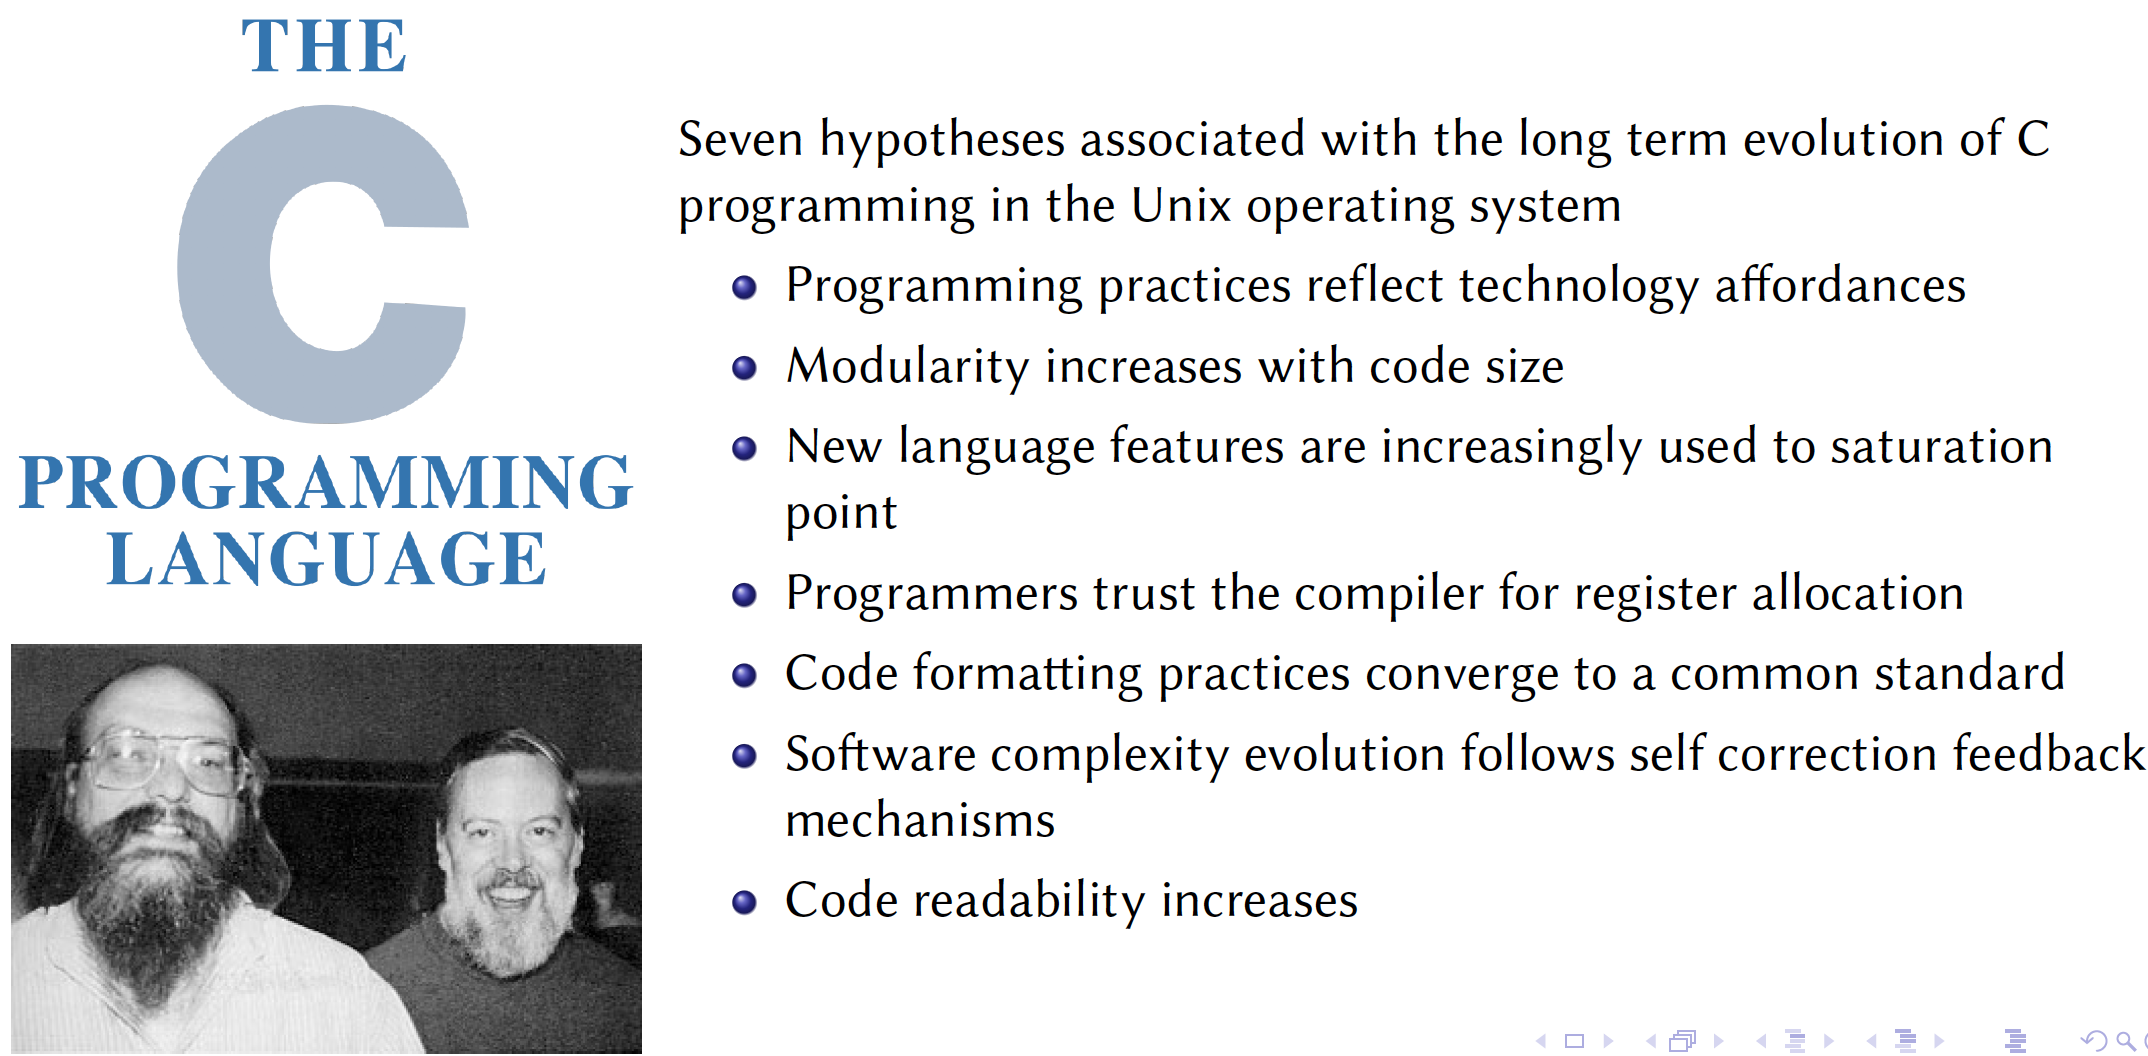 THE
C
PROGRAMMING
LANGUAGE
Seven hypotheses associated with the long term evolution of C
programming in the Unix operating system
Programming practices reflect technology affordances
Modularity increases with code size
New language features are increasingly used to saturation
point
Programmers trust the compiler for register allocation
Code formatting practices converge to a common standard
Software complexity evolution follows self correction feedback
mechanisms
Code readability increases